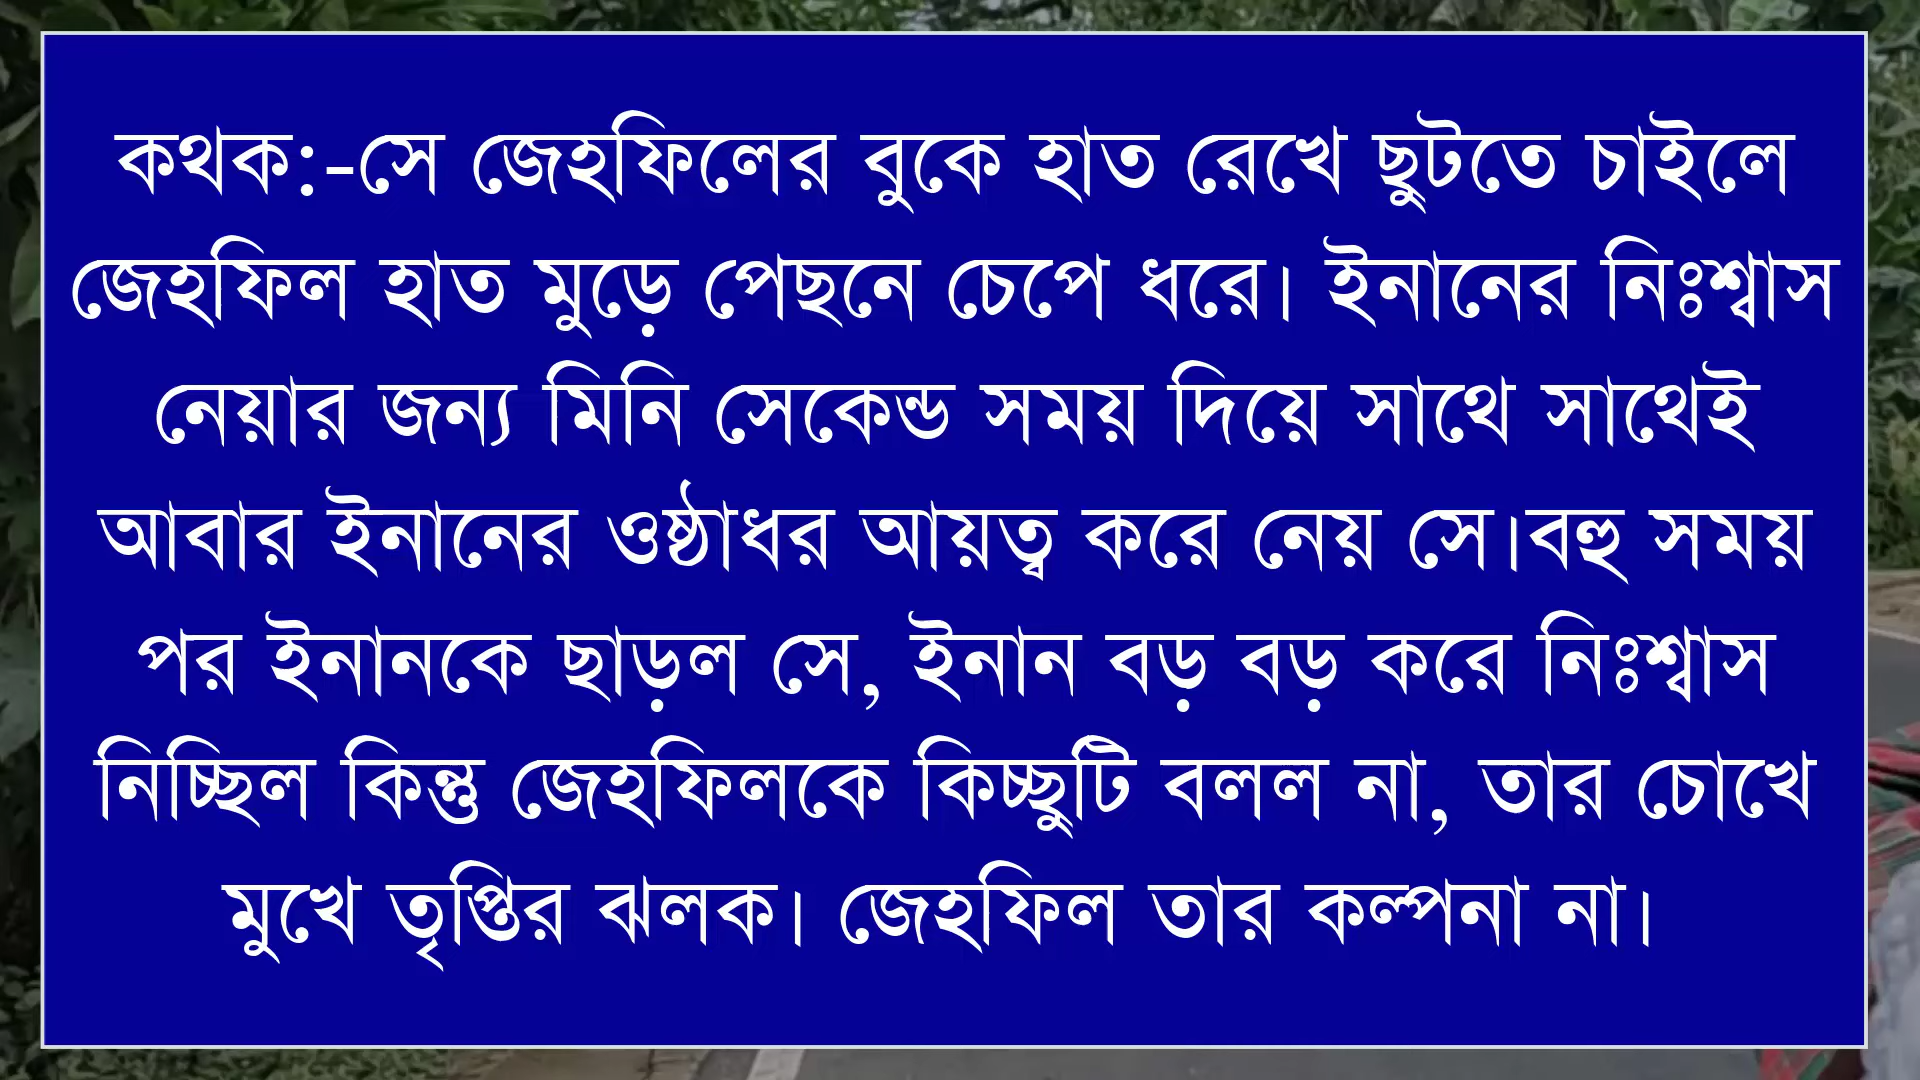 কথক:-সে জেহফিলের বুকে হাত রেখে ছুটতে চাইলে
জেহফিল হাত মুড়ে পেছনে চেপে ধরে। ইনানের নিঃশ্বাস
নেয়ার জন্য মিনি সেকেন্ড সময় দিয়ে সাথে সাথেই
আবার ইনানের ওষ্ঠাধর আয়ত্ব করে নেয় সে।বহু সময়
পর ইনানকে ছাড়ল সে, ইনান বড় বড় করে নিঃশ্বাস
নিচ্ছিল কিন্তু জেহফিলকে কিচ্ছুটি বলল না, তার চোখে
মুখে তৃপ্তির ঝলক। জেহফিল তার কল্পনা না।